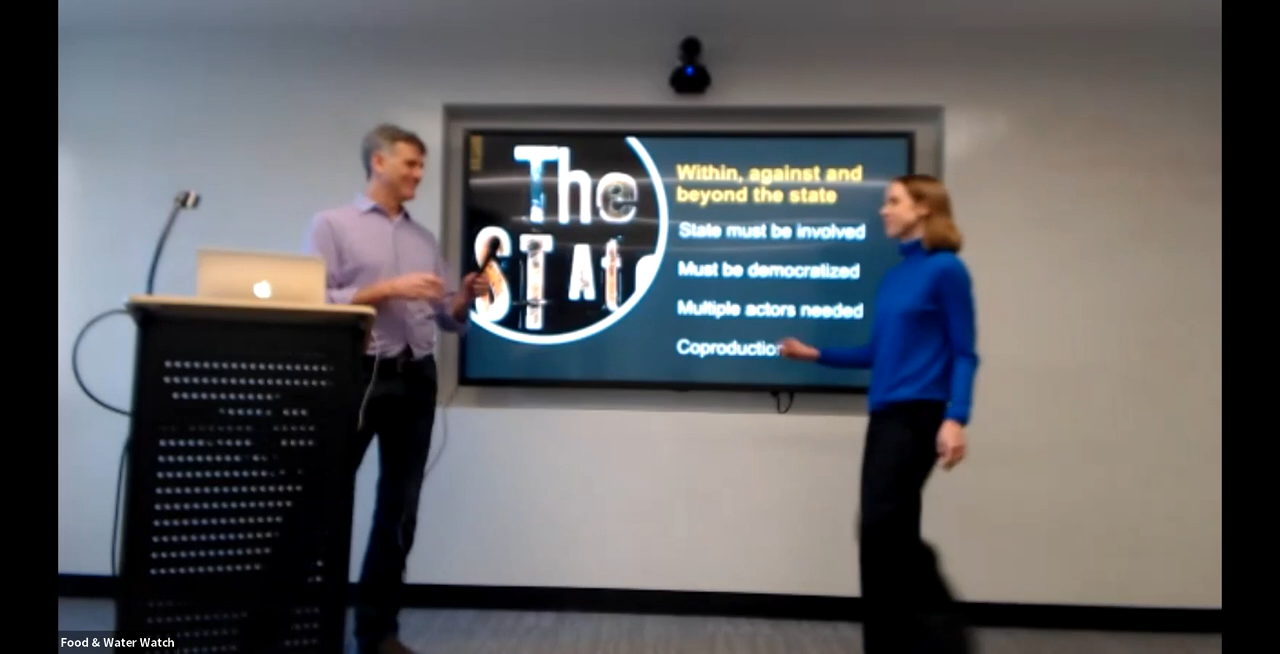 The
STAte
Within, against and
beyond the state
State must be involved
Must be democratized
Multiple actors needed
Coproduction
Food & Water Watch